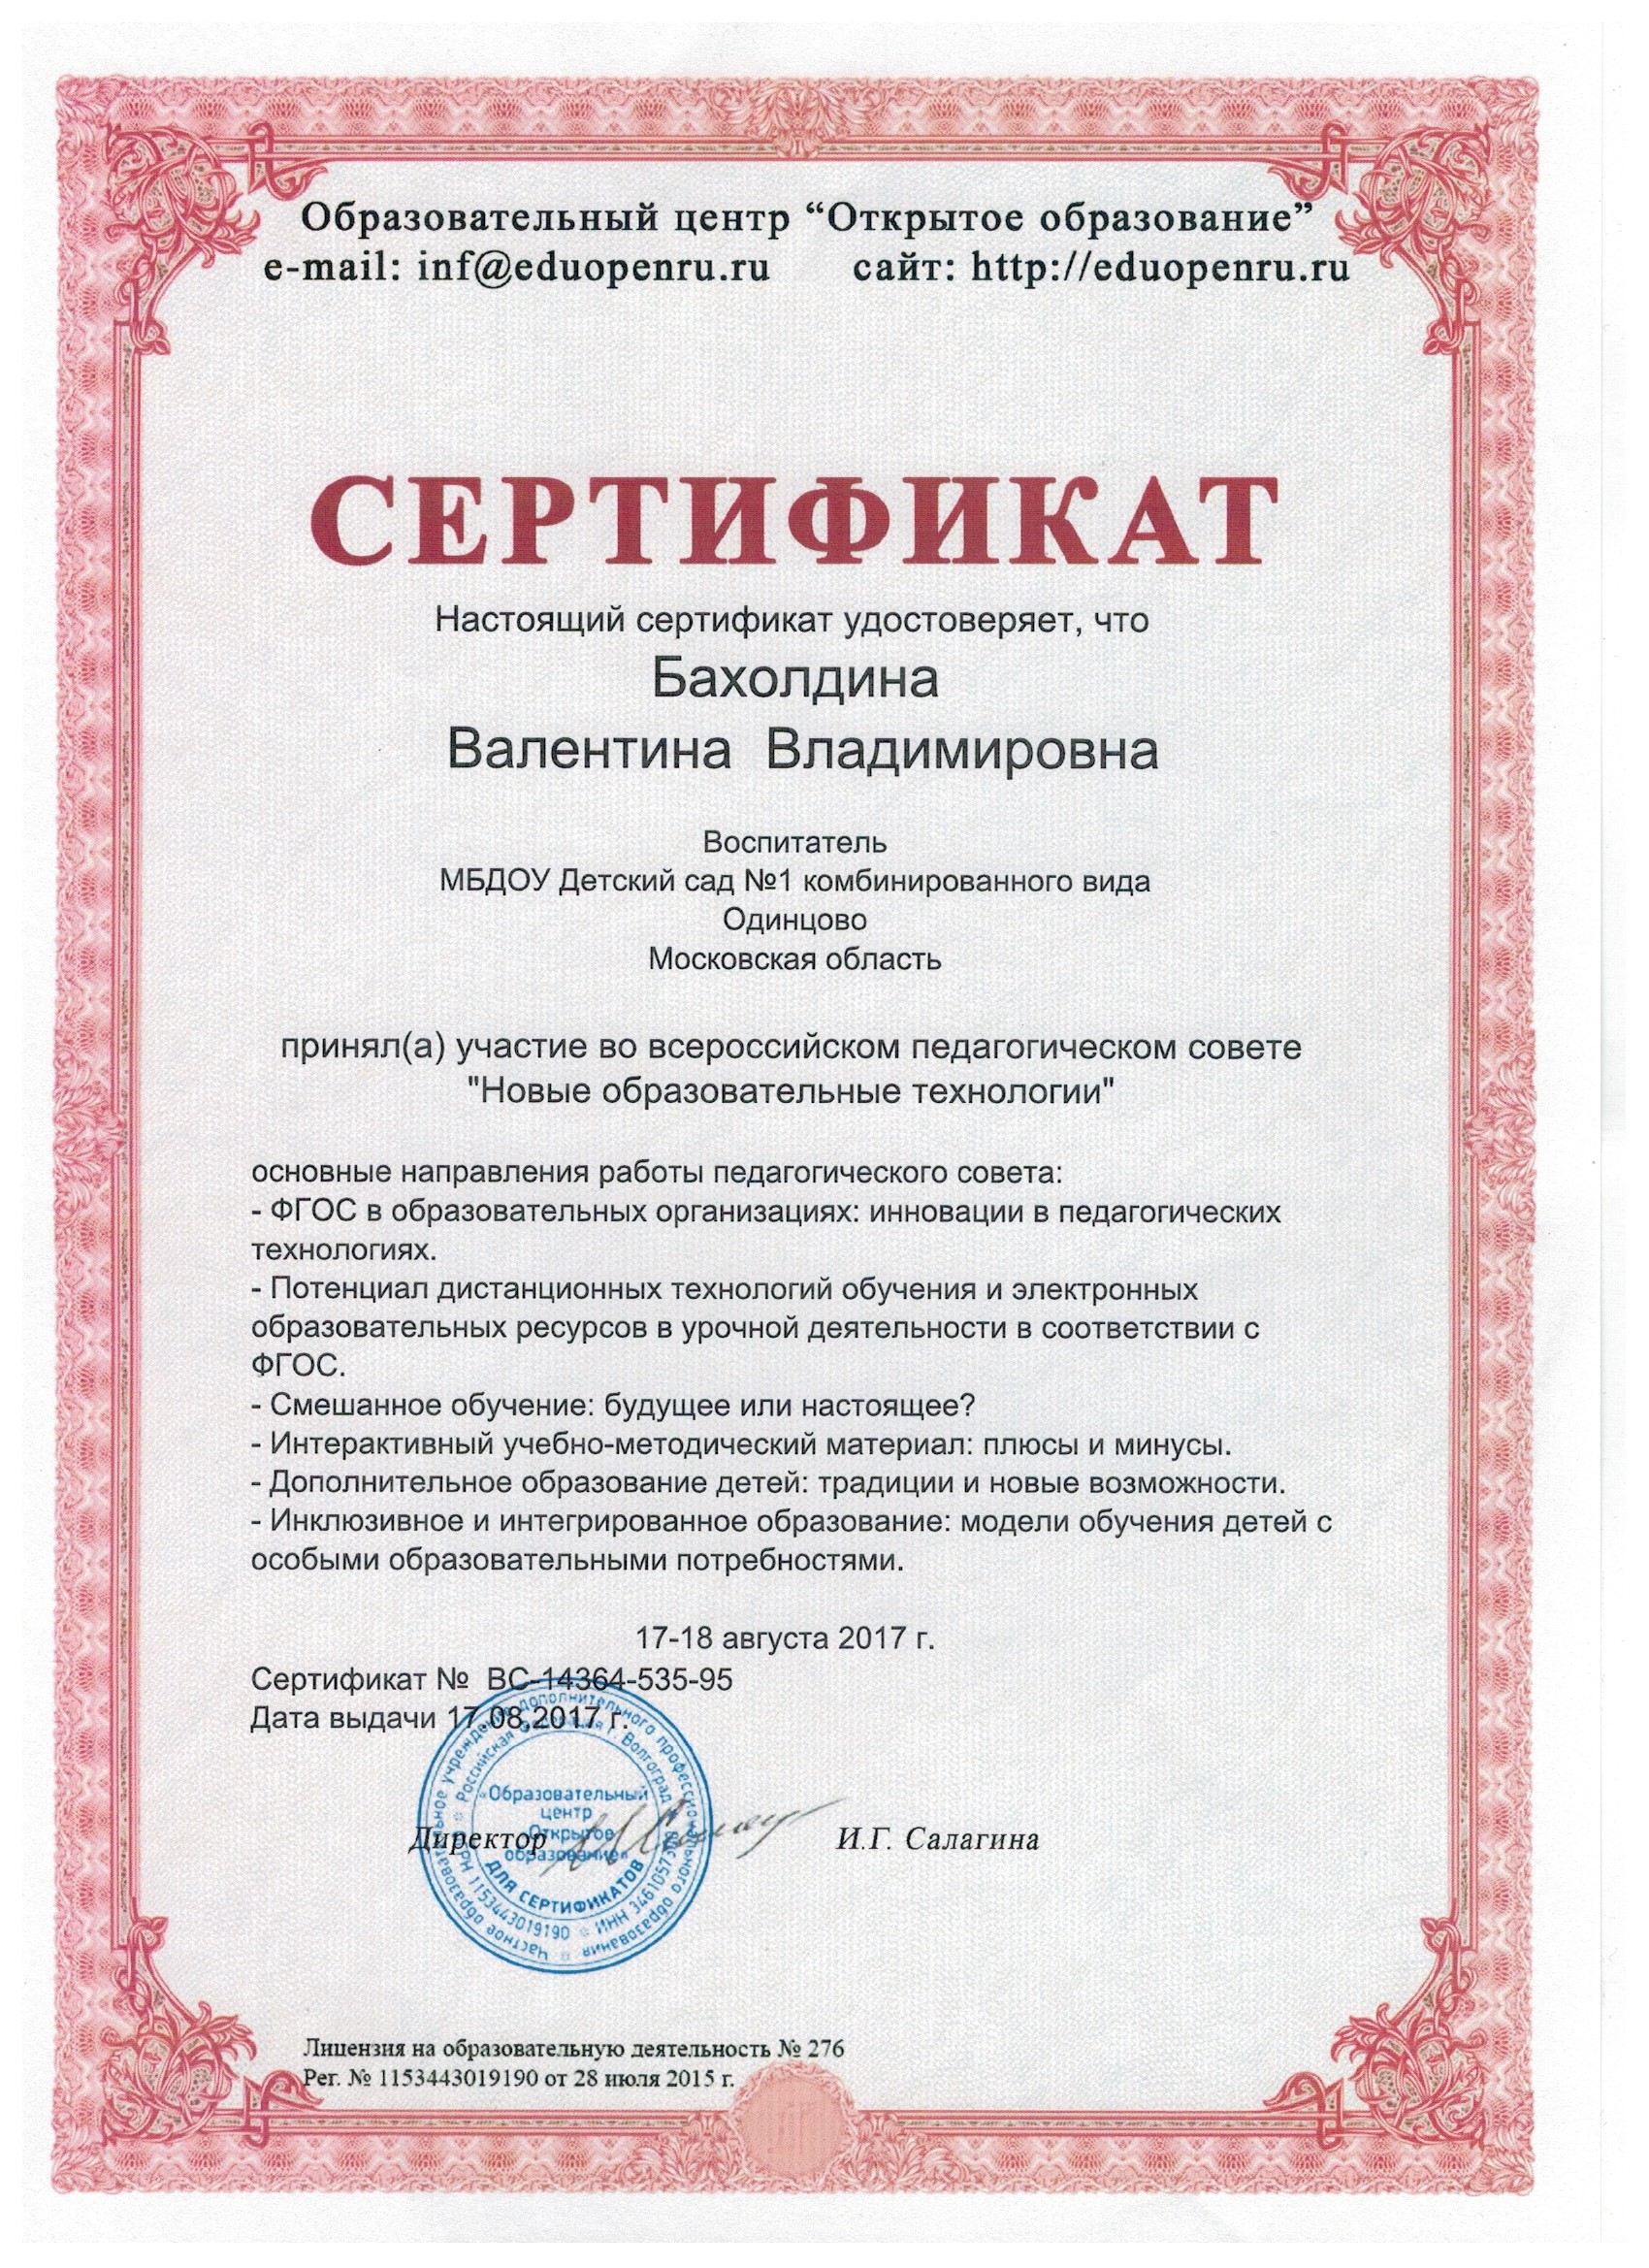 Образовательный центр “Открытое образование”
e-mail: inf@eduopenru.ru сайт: http://eduopenru.ru
СЕРТИФИКАТ
Настоящий сертификат удостоверяет, что
Бахолдина
Валентина Владимировна
Воспитатель
МБДОУ Детский сад №1 комбинированного вида
Одинцово
Московская область
принял(а) участие во всероссийском педагогическом совете
"Новые образовательные технологии"
основные направления работы педагогического совета:
- ФГОС в образовательных организациях: инновации в педагогических
технологиях.
- Потенциал дистанционных технологий обучения и электронных
образовательных ресурсов в урочной деятельности в соответствии с
ФГОС.
- Смешанное обучение: будущее или настоящее?
- Интерактивный учебно-методический материал: плюсы и минусы.
- Дополнительное образование детей: традиции и новые возможности.
- Инклюзивное и интегрированное образование: модели обучения детей с
особыми образовательными потребностями.
17-18 августа 2017 г.
Сертификат № ВС-14364-535-95
Дата выдачи 17.08.2017 г.
Частное образовательное учреждение дополнительного профессионального образования
Российская Федерация г. Волгоград
ОГРН 1153443019190
«Образовательный
центр
Открытое
образование»
ДЛЯ СЕРТИФИКАТОВ
Директор И.Г. Салагина
Лицензия на образовательную деятельность № 276
Рег. № 1153443019190 от 28 июля 2015 г.